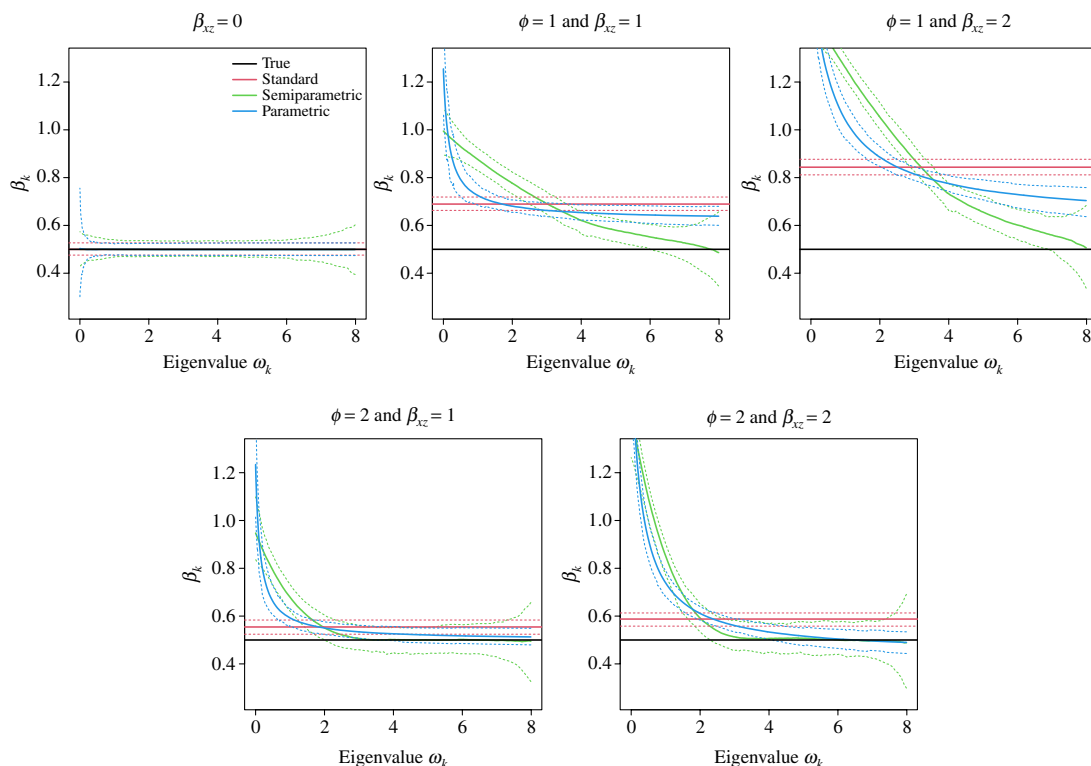 β_xz = 0
ϕ = 1 and β_xz = 1
ϕ = 1 and β_xz = 2
1.2
1.0
0.8
0.6
0.4
β_k
True
Standard
Semiparametric
Parametric
0 2 4 6 8
Eigenvalue ω_k
1.2
1.0
0.8
0.6
0.4
β_k
0 2 4 6 8
Eigenvalue ω_k
1.2
1.0
0.8
0.6
0.4
β_k
0 2 4 6 8
Eigenvalue ω_k
ϕ = 2 and β_xz = 1
ϕ = 2 and β_xz = 2
1.2
1.0
0.8
0.6
0.4
β_k
0 2 4 6 8
Eigenvalue ω_k
1.2
1.0
0.8
0.6
0.4
β_k
0 2 4 6 8
Eigenvalue ω_k